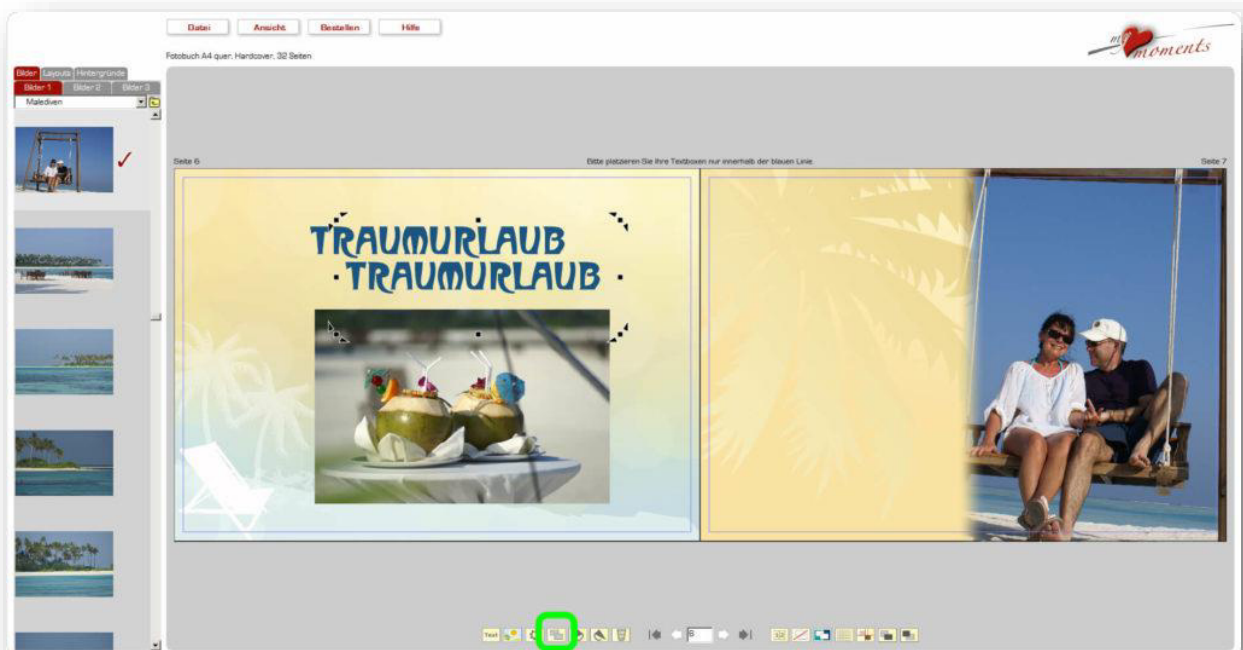 Datei Ansicht Bestellen Hilfe
my moments
Fotobuch A4 quer, Hardcover, 32 Seiten
Bilder Layouts Hintergründe
Bilder 1 Bilder 2 Bilder 3
Malediven
Seite 6 Bitte platzieren Sie Ihre Textboxen nur innerhalb der blauen Linie. Seite 7
TRAUMURLAUB
TRAUMURLAUB
Text 6